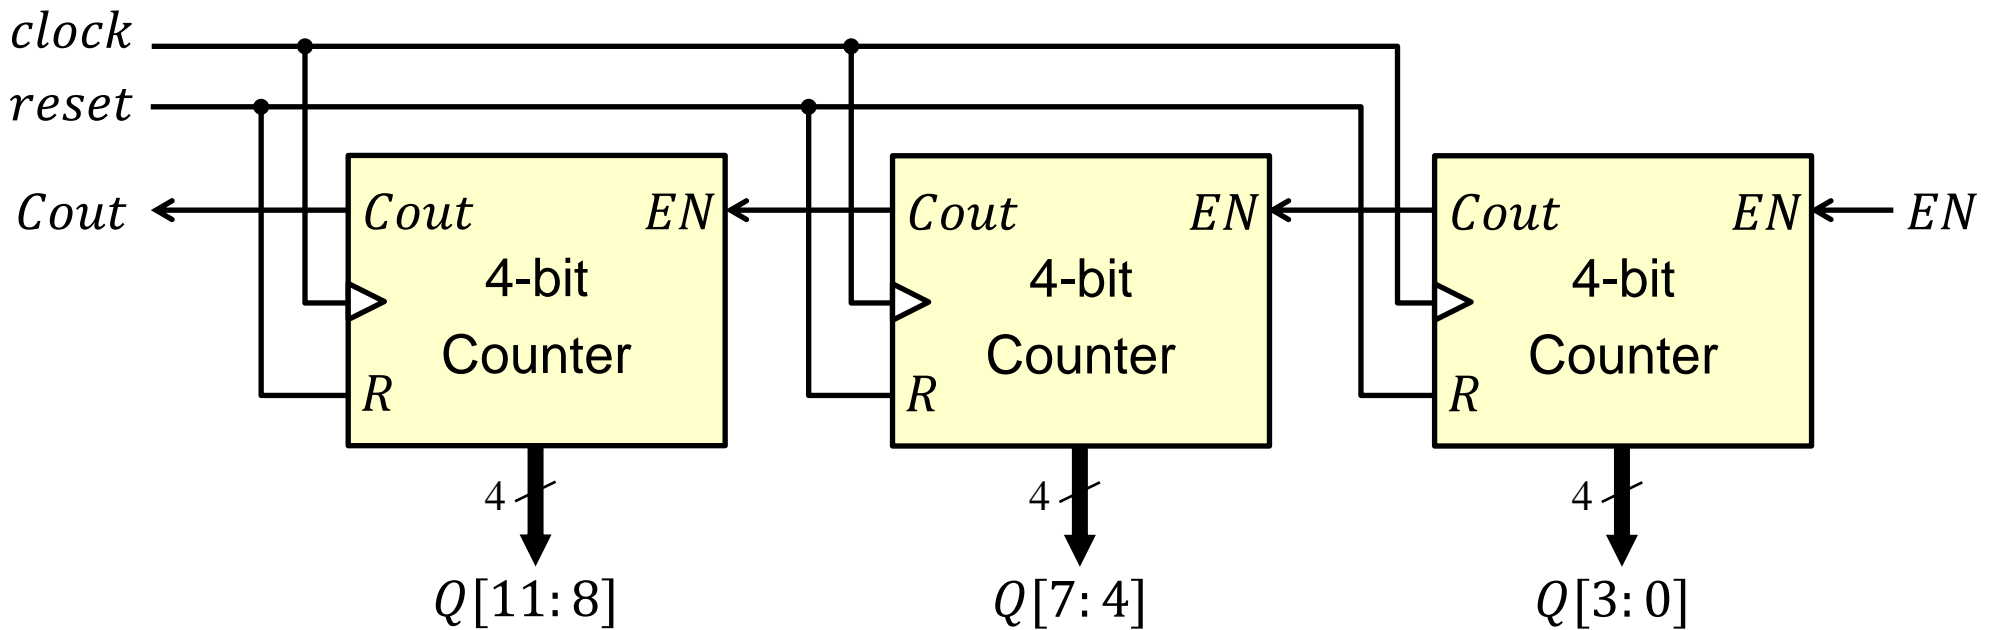 clock
reset
Cout
Cout EN
4-bit
Counter
R
4
Q[11:8]
Cout EN
4-bit
Counter
R
4
Q[7:4]
Cout EN
4-bit
Counter
R
4
Q[3:0]
EN